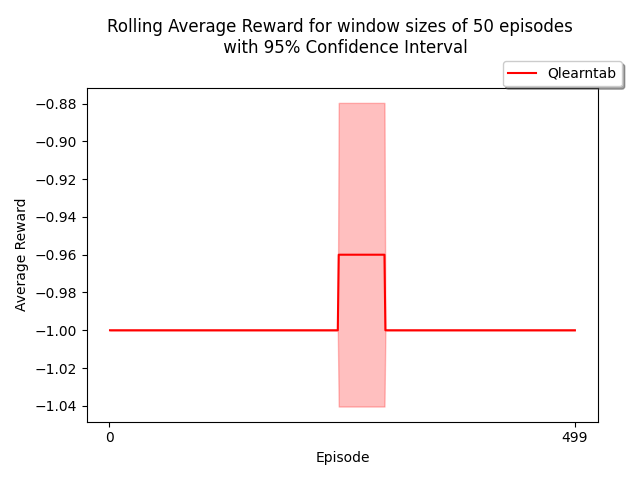 Rolling Average Reward for window sizes of 50 episodes
with 95% Confidence Interval
Qlearntab
−0.88
−0.90
−0.92
−0.94
−0.96
−0.98
−1.00
−1.02
−1.04
Average Reward
0
499
Episode